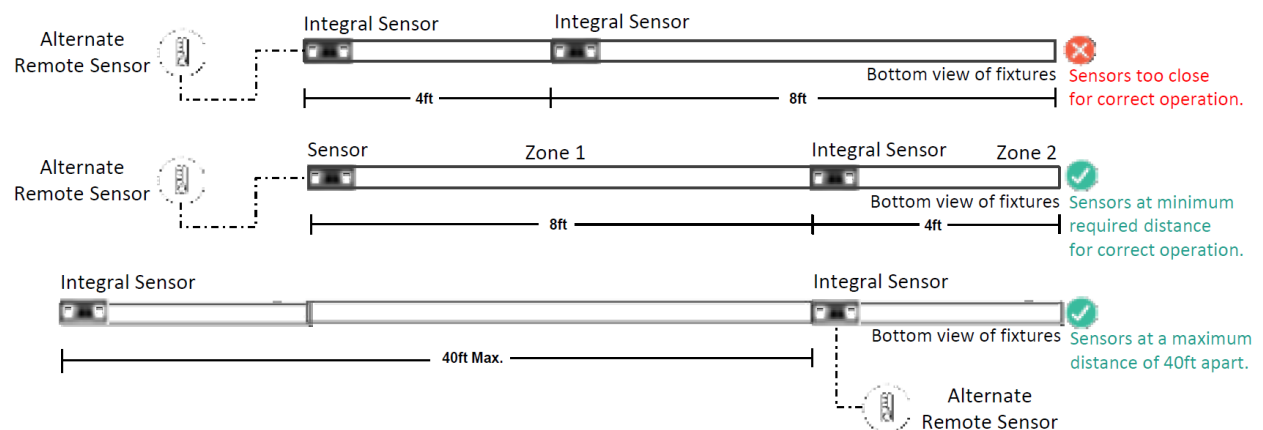 Integral Sensor
Integral Sensor
Alternate
Remote Sensor
Bottom view of fixtures
Sensors too close
for correct operation.
4ft
8ft
Alternate
Remote Sensor
Sensor
Zone 1
Integral Sensor
Zone 2
Bottom view of fixtures
Sensors at minimum
required distance
for correct operation.
8ft
4ft
Integral Sensor
Integral Sensor
Bottom view of fixtures
Sensors at a maximum
distance of 40ft apart.
40ft Max.
Alternate
Remote Sensor